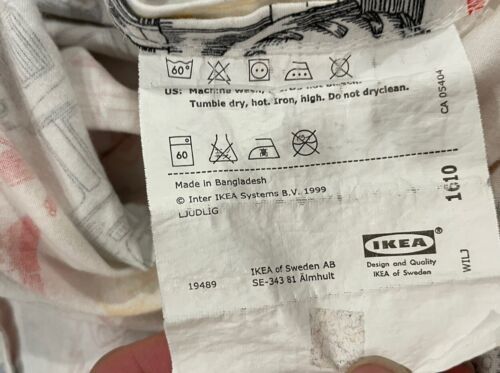 60°
US: Machine wash,
Tumble dry, hot. Iron, high. Do not dryclean.
CA 05404
60
Made in Bangladesh
© Inter IKEA Systems B.V. 1999
LJUDLIG
1610
IKEA®
Design and Quality
IKEA of Sweden
WILJ
IKEA of Sweden AB
19489 SE-343 81 Älmhult